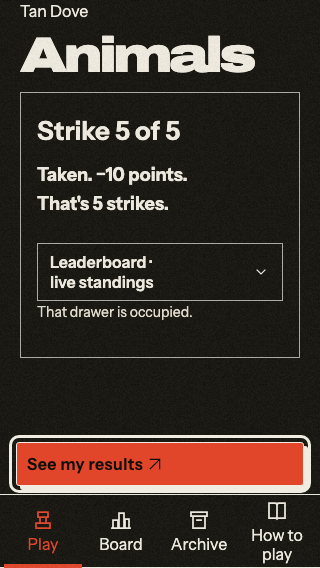 Tan Dove
Animals
Strike 5 of 5
Taken. −10 points.
That's 5 strikes.
Leaderboard ·
live standings
That drawer is occupied.
See my results
Play
Board
Archive
How to
play